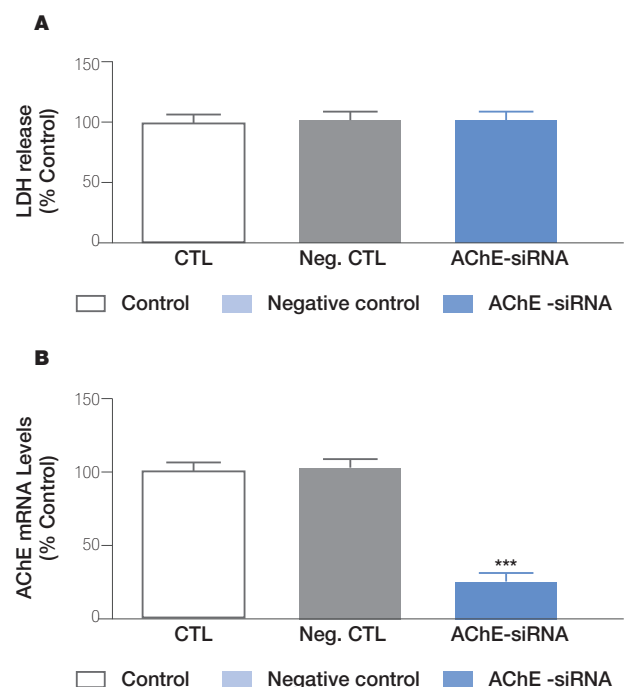 A
LDH release
(% Control)
150
100
50
0
CTL Neg. CTL AChE-siRNA
Control Negative control AChE -siRNA
B
AChE mRNA Levels
(% Control)
150
100
50
0
***
CTL Neg. CTL AChE-siRNA
Control Negative control AChE -siRNA